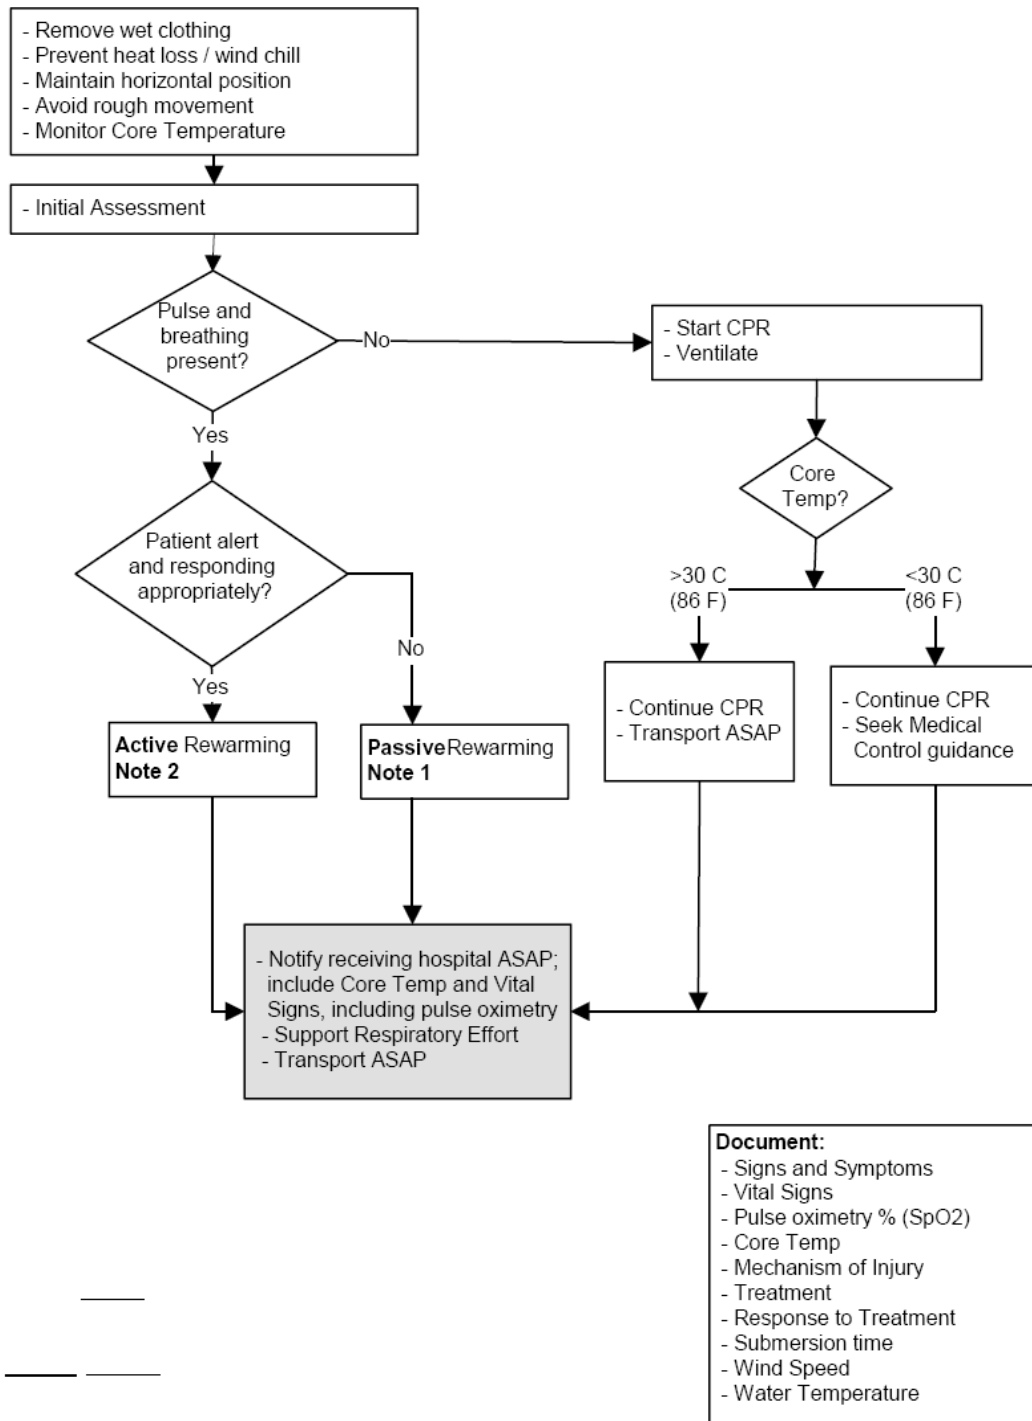 - Remove wet clothing
- Prevent heat loss / wind chill
- Maintain horizontal position
- Avoid rough movement
- Monitor Core Temperature
- Initial Assessment
Pulse and
breathing
present?
No
- Start CPR
- Ventilate
Yes
Core
Temp?
Patient alert
and responding
appropriately?
>30 C
(86 F)
<30 C
(86 F)
No
Yes
- Continue CPR
- Transport ASAP
- Continue CPR
- Seek Medical
Control guidance
Active Rewarming
Note 2
Passive Rewarming
Note 1
- Notify receiving hospital ASAP;
include Core Temp and Vital
Signs, including pulse oximetry
- Support Respiratory Effort
- Transport ASAP
Document:
- Signs and Symptoms
- Vital Signs
- Pulse oximetry % (SpO2)
- Core Temp
- Mechanism of Injury
- Treatment
- Response to Treatment
- Submersion time
- Wind Speed
- Water Temperature